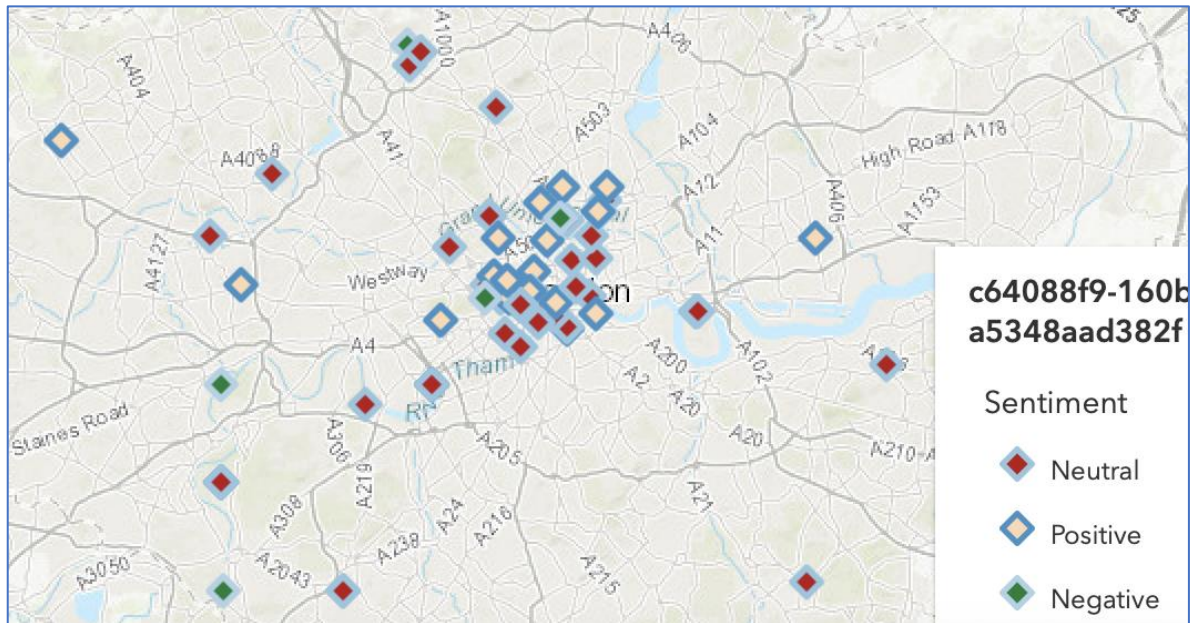 A1000
A406
25
A404
A503
A104
A41
High Road A118
A4088
A12
A406
A1153
A11
A4127
Westway
c64088f9-160b
a5348aad382f
A4
A102
A200
Sentiment
A2
A20
Staines Road
A306
A205
A20
A210
Neutral
A219
A21
A308
A24
A216
Positive
A238
A3050
A2043
A215
Negative